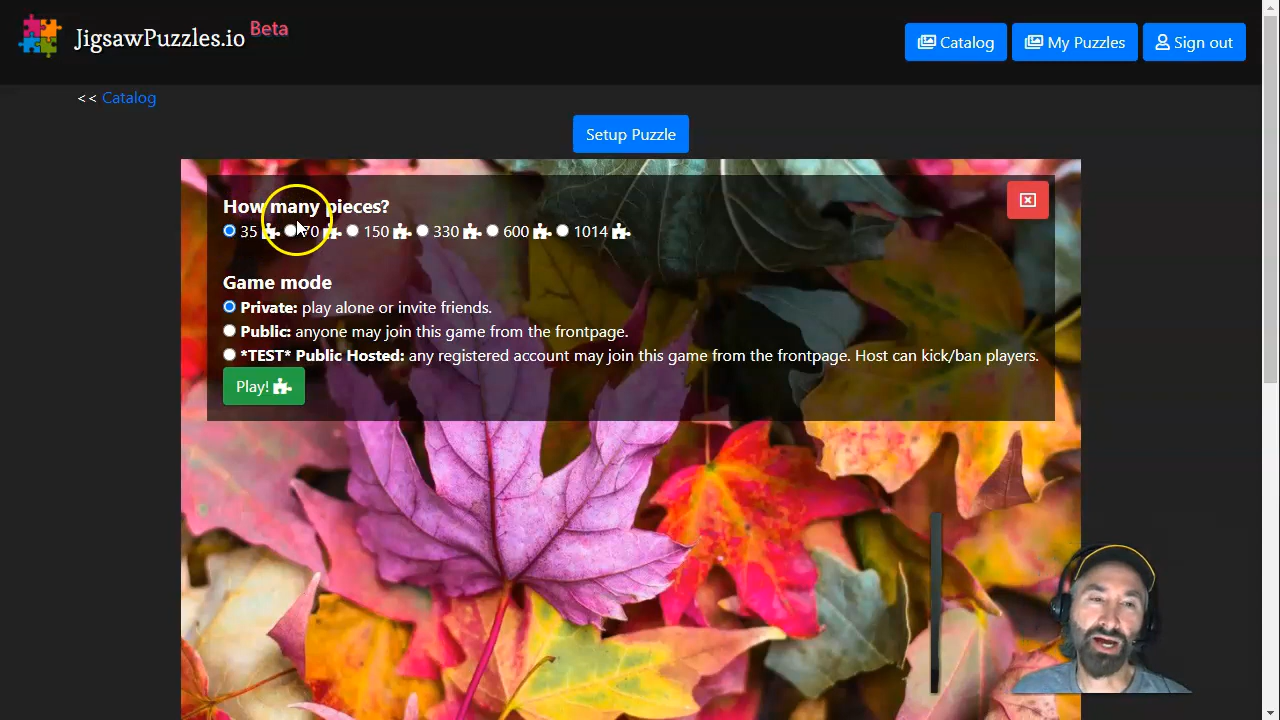 JigsawPuzzles.io Beta
Catalog
My Puzzles
Sign out
<< Catalog
Setup Puzzle
How many pieces?
35 70 150 330 600 1014
Game mode
Private: play alone or invite friends.
Public: anyone may join this game from the frontpage.
*TEST* Public Hosted: any registered account may join this game from the frontpage. Host can kick/ban players.
Play!